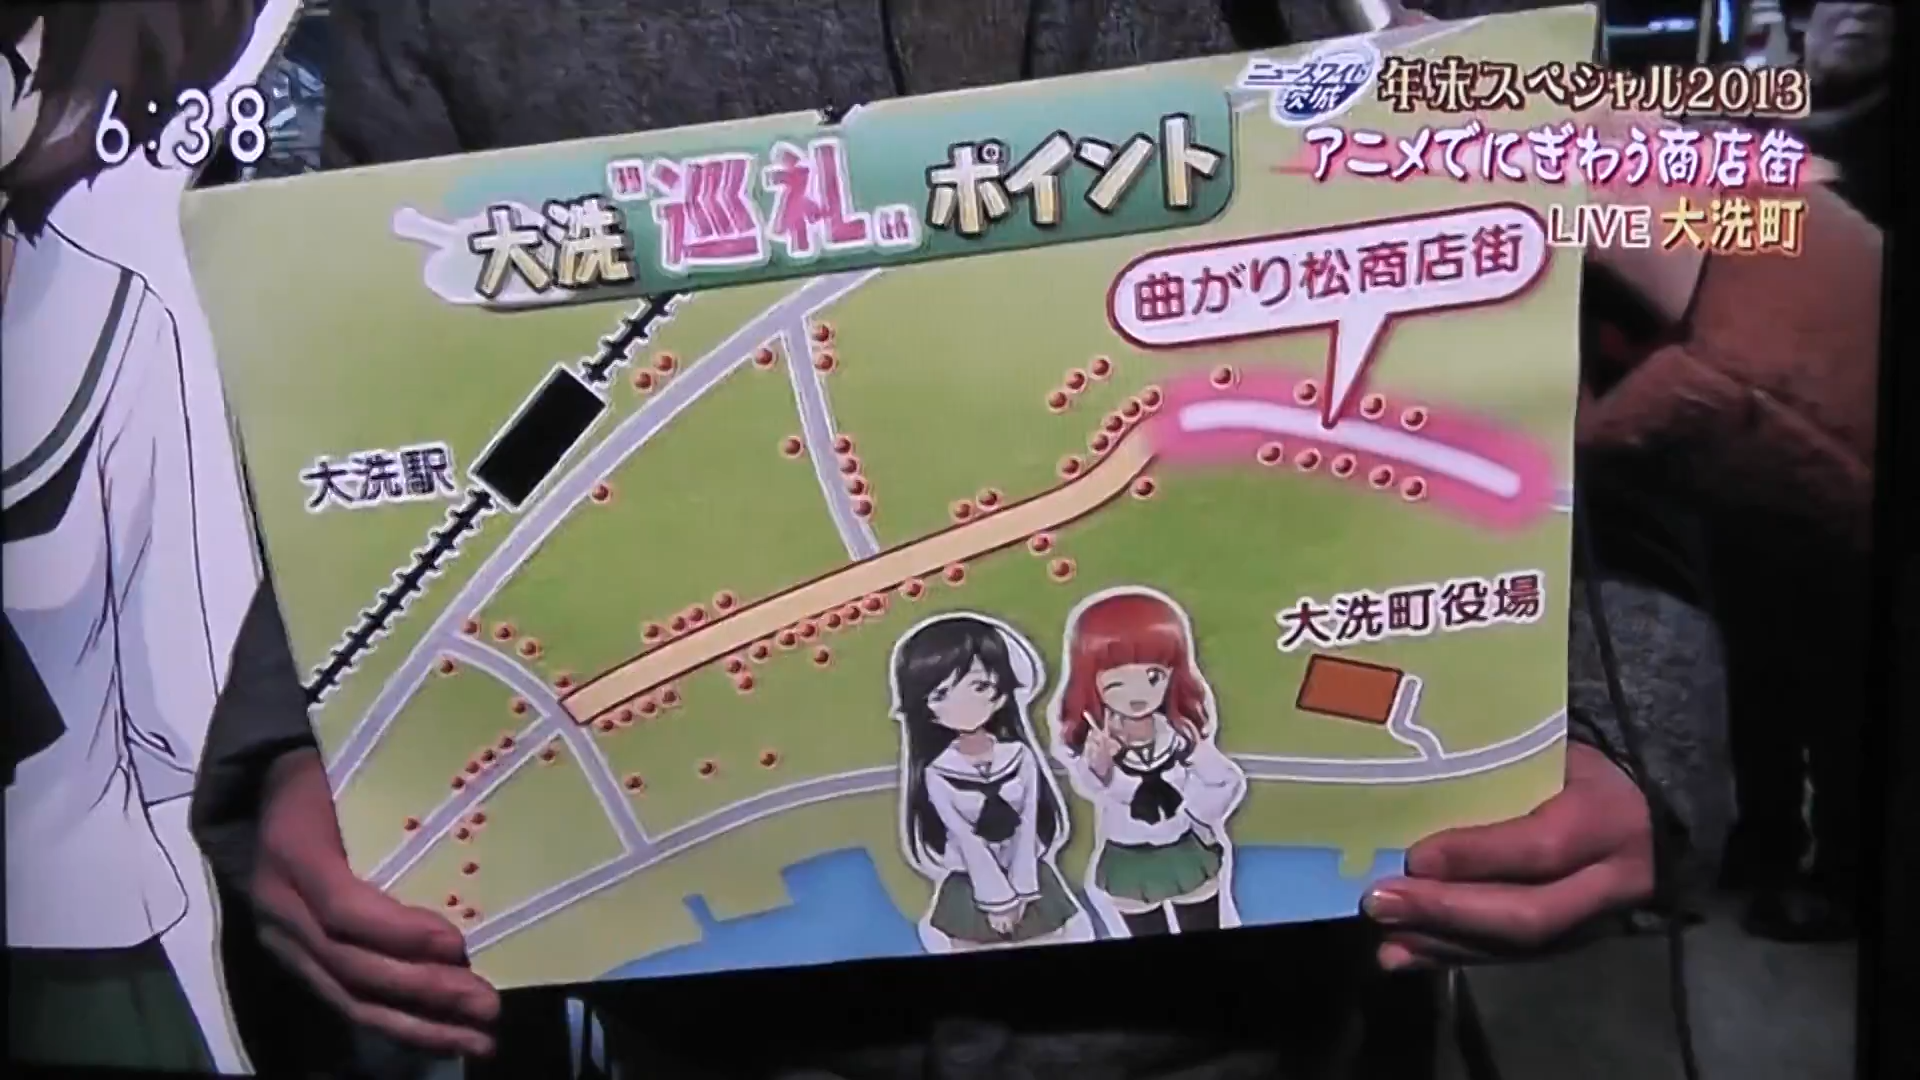 6:38
ニュースワイド
茨城
年末スペシャル2013
アニメでにぎわう商店街
LIVE 大洗町
大洗〝巡礼〟ポイント
曲がり松商店街
大洗駅
大洗町役場